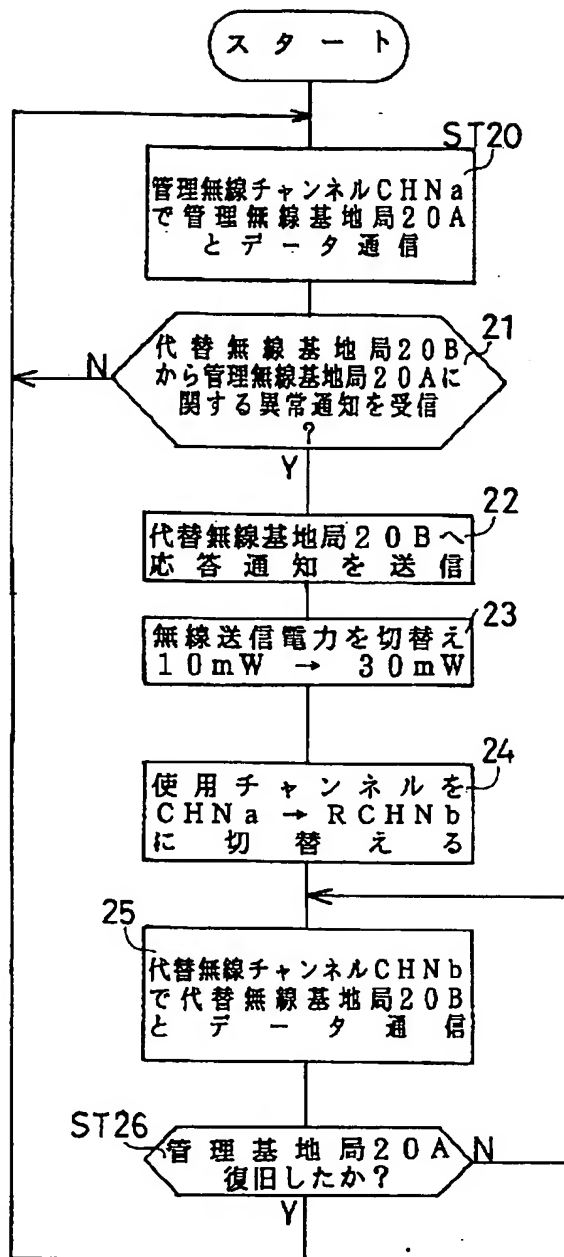 スタート
ST20
管理無線チャンネルCHNa
で管理無線基地局20A
とデータ通信
21
代替無線基地局20B
から管理無線基地局20Aに
関する異常通知を受信
?
N
Y
22
代替無線基地局20Bへ
応答通知を送信
23
無線送信電力を切替え
10mW → 30mW
24
使用チャンネルを
CHNa → RCHNb
に切替える
25
代替無線チャンネルCHNb
で代替無線基地局20B
とデータ通信
ST26
管理基地局20A
復旧したか?
N
Y